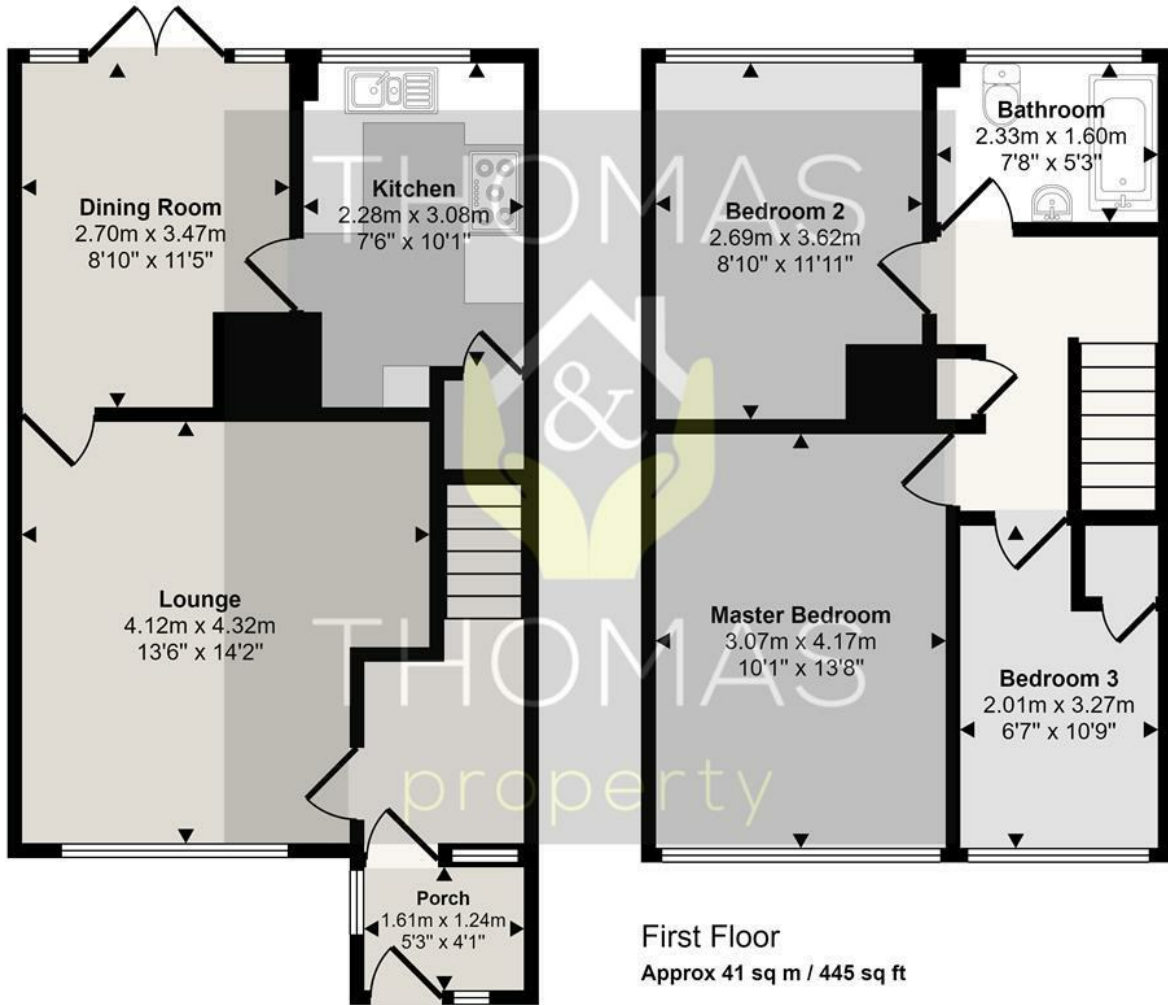 Dining Room
2.70m x 3.47m
8'10" x 11'5"
Kitchen
2.28m x 3.08m
7'6" x 10'1"
Lounge
4.12m x 4.32m
13'6" x 14'2"
Porch
1.61m x 1.24m
5'3" x 4'1"
Bedroom 2
2.69m x 3.62m
8'10" x 11'11"
Bathroom
2.33m x 1.60m
7'8" x 5'3"
Master Bedroom
3.07m x 4.17m
10'1" x 13'8"
Bedroom 3
2.01m x 3.27m
6'7" x 10'9"
First Floor
Approx 41 sq m / 445 sq ft
THOMAS
&
THOMAS
property